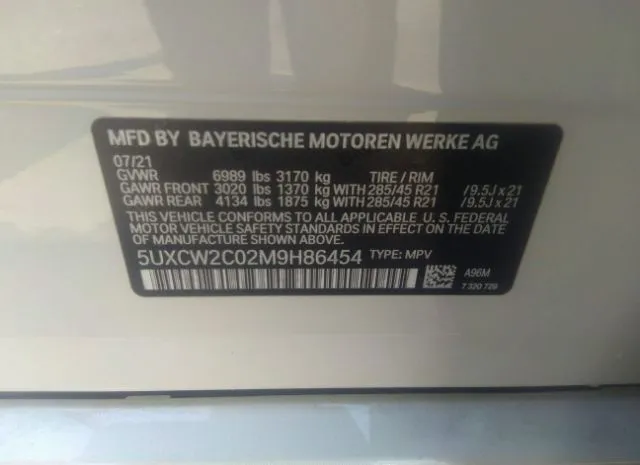 MFD BY BAYERISCHE MOTOREN WERKE AG
07/21
GVWR 6989 lbs 3170 kg TIRE / RIM
GAWR FRONT 3020 lbs 1370 kg WITH 285/45 R21 / 9.5J x 21
GAWR REAR 4134 lbs 1875 kg WITH 285/45 R21 / 9.5J x 21
THIS VEHICLE CONFORMS TO ALL APPLICABLE U. S. FEDERAL
MOTOR VEHICLE SAFETY STANDARDS IN EFFECT ON THE
DATE OF MANUFACTURE SHOWN ABOVE.
5UXCW2C02M9H86454 TYPE: MPV
A96M
7 320 729